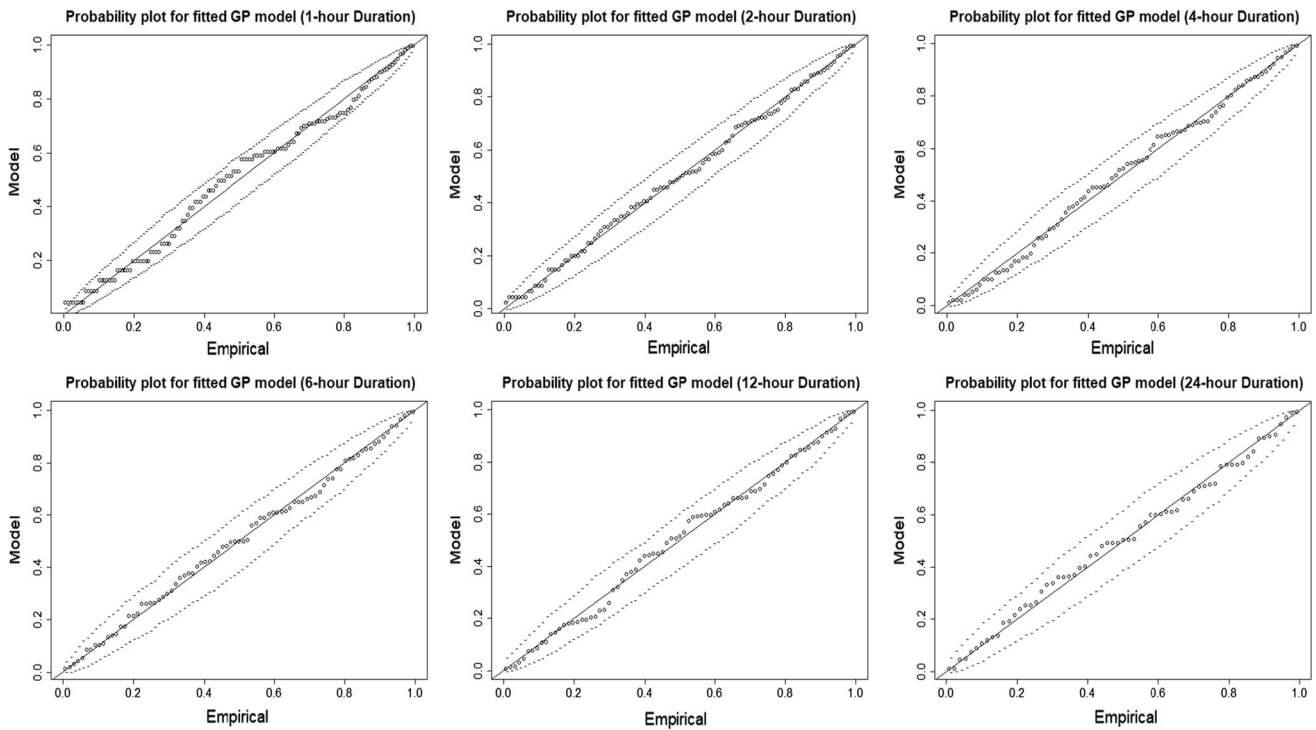 Probability plot for fitted GP model (1-hour Duration)
Model
1.0
0.8
0.6
0.4
0.2
0.0 0.2 0.4 0.6 0.8 1.0
Empirical
Probability plot for fitted GP model (2-hour Duration)
Model
1.0
0.8
0.6
0.4
0.2
0.0
0.0 0.2 0.4 0.6 0.8 1.0
Empirical
Probability plot for fitted GP model (4-hour Duration)
Model
1.0
0.8
0.6
0.4
0.2
0.0
0.0 0.2 0.4 0.6 0.8 1.0
Empirical
Probability plot for fitted GP model (6-hour Duration)
Model
1.0
0.8
0.6
0.4
0.2
0.0
0.0 0.2 0.4 0.6 0.8 1.0
Empirical
Probability plot for fitted GP model (12-hour Duration)
Model
1.0
0.8
0.6
0.4
0.2
0.0
0.0 0.2 0.4 0.6 0.8 1.0
Empirical
Probability plot for fitted GP model (24-hour Duration)
Model
1.0
0.8
0.6
0.4
0.2
0.0
0.0 0.2 0.4 0.6 0.8 1.0
Empirical